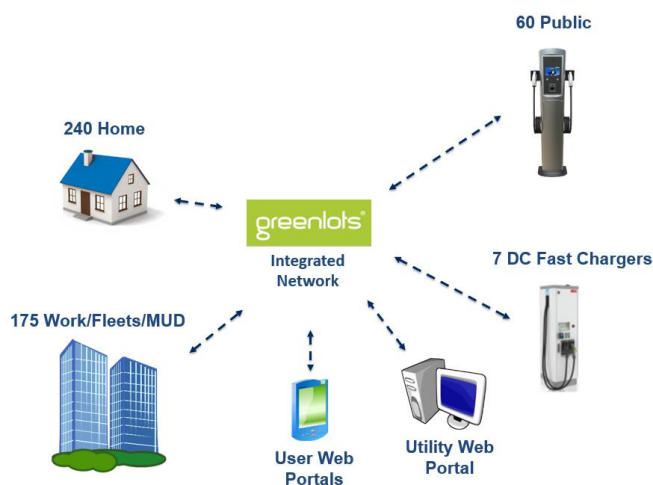 60 Public
240 Home
greenlots®
Integrated
Network
7 DC Fast Chargers
175 Work/Fleets/MUD
User Web
Portals
Utility Web
Portal